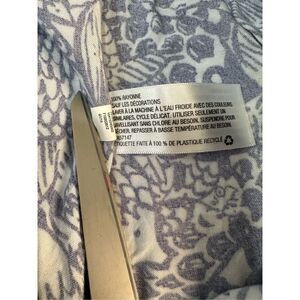 100% RAYONNE
SAUF LES DÉCORATIONS
LAVER À LA MACHINE À L'EAU FROIDE AVEC DES COULEURS
SIMILAIRES, CYCLE DÉLICAT. UTILISER SEULEMENT UN
JAVELLISANT SANS CHLORE AU BESOIN, SUSPENDRE POUR
SÉCHER, REPASSER À BASSE TEMPÉRATURE AU BESOIN.
ÉTIQUETTE FAITE À 100 % DE PLASTIQUE RECYCLÉ